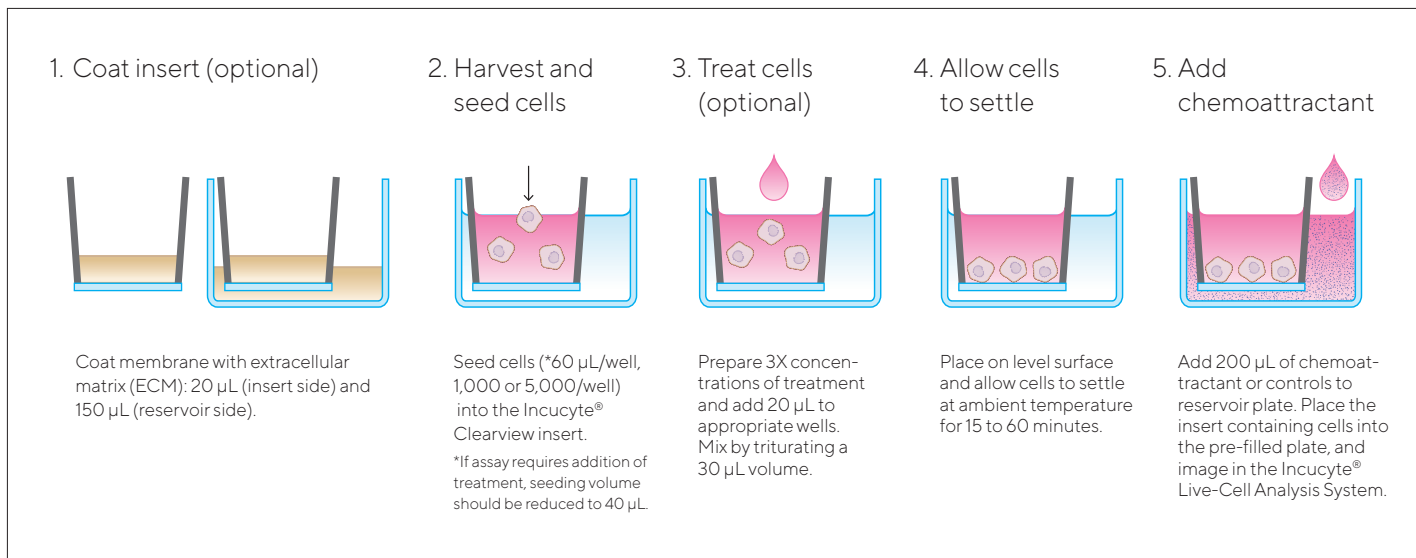 1. Coat insert (optional)
Coat membrane with extracellular
matrix (ECM): 20 µL (insert side) and
150 µL (reservoir side).
2. Harvest and
seed cells
Seed cells (*60 µL/well,
1,000 or 5,000/well)
into the Incucyte®
Clearview insert.
*If assay requires addition of
treatment, seeding volume
should be reduced to 40 µL.
3. Treat cells
(optional)
Prepare 3X concen-
trations of treatment
and add 20 µL to
appropriate wells.
Mix by triturating a
30 µL volume.
4. Allow cells
to settle
Place on level surface
and allow cells to settle
at ambient temperature
for 15 to 60 minutes.
5. Add
chemoattractant
Add 200 µL of chemoat-
tractant or controls to
reservoir plate. Place the
insert containing cells into
the pre-filled plate, and
image in the Incucyte®
Live-Cell Analysis System.